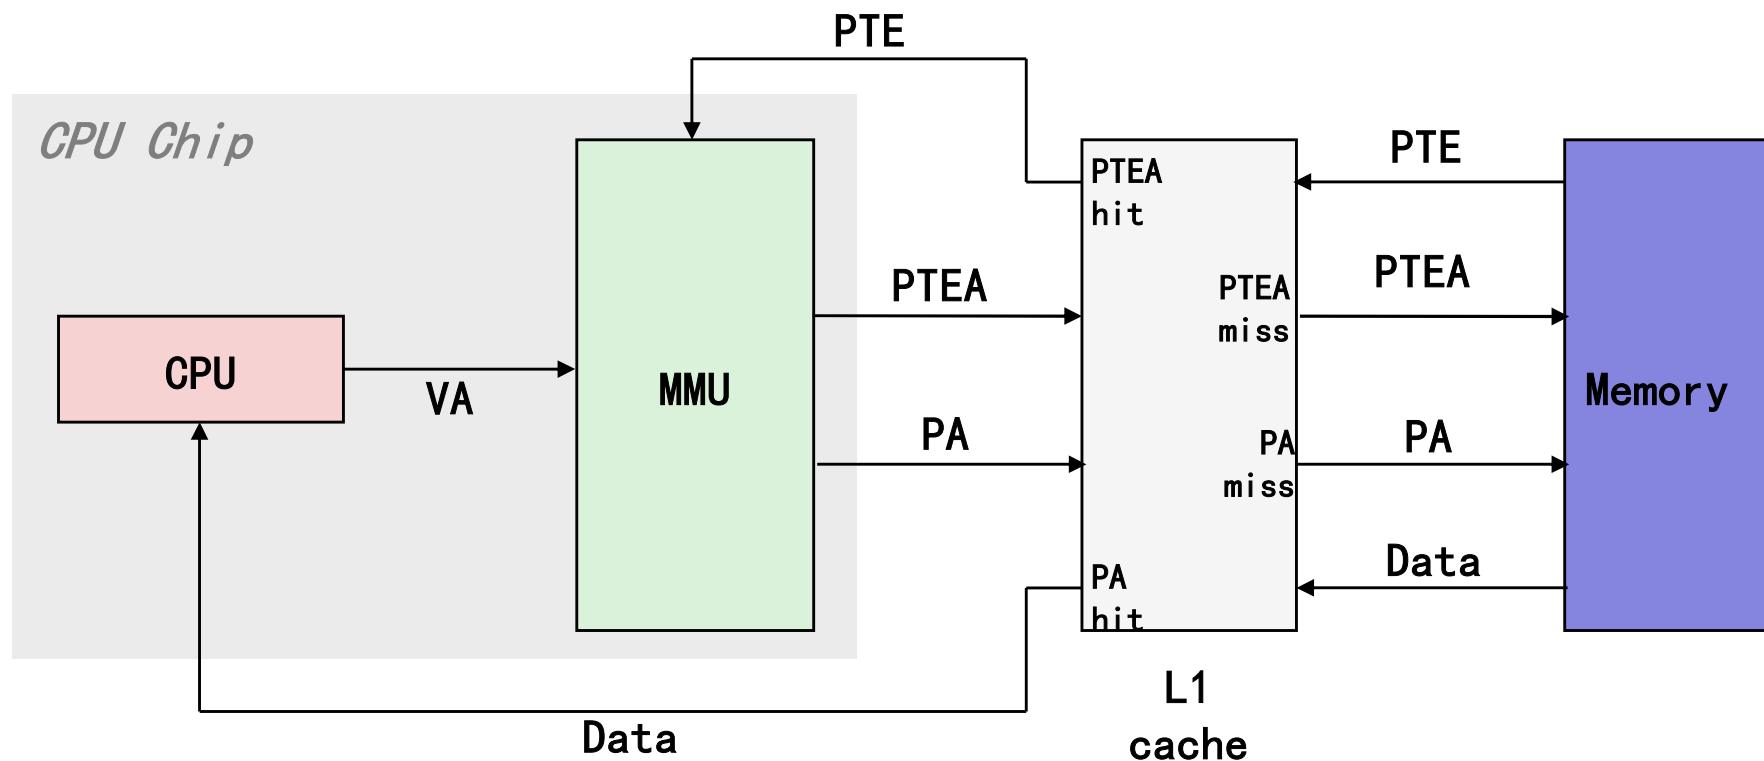 PTE
CPU Chip
PTEA
hit
PTE
PTEA
PTEA
miss
PTEA
CPU
VA
MMU
Memory
PA
PA
miss
PA
Data
PA
hit
L1
cache
Data